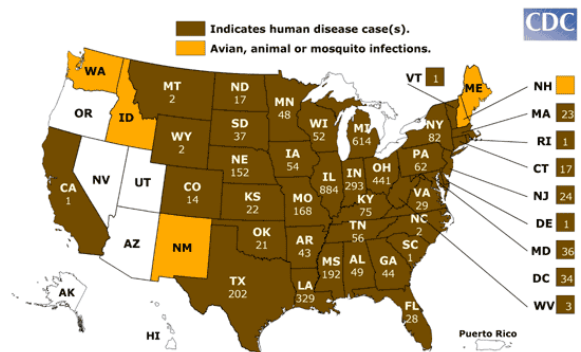 Indicates human disease case(s).
Avian, animal or mosquito infections.
CDC
WA
OR
ID
MT
2
ND
17
MN
48
WI
52
MI
614
VT 1
ME
NH
MA 23
RI 1
CT 17
NJ 24
DE 1
MD 36
DC 34
WV 3
NY
82
WY
2
SD
37
NE
152
IA
54
IL
884
IN
293
OH
441
PA
62
CA
1
NV
UT
CO
14
KS
22
MO
168
KY
75
VA
29
NC
2
TN
56
SC
1
AZ
NM
OK
21
AR
43
MS
192
AL
49
GA
44
TX
202
LA
329
FL
28
AK
HI
Puerto Rico